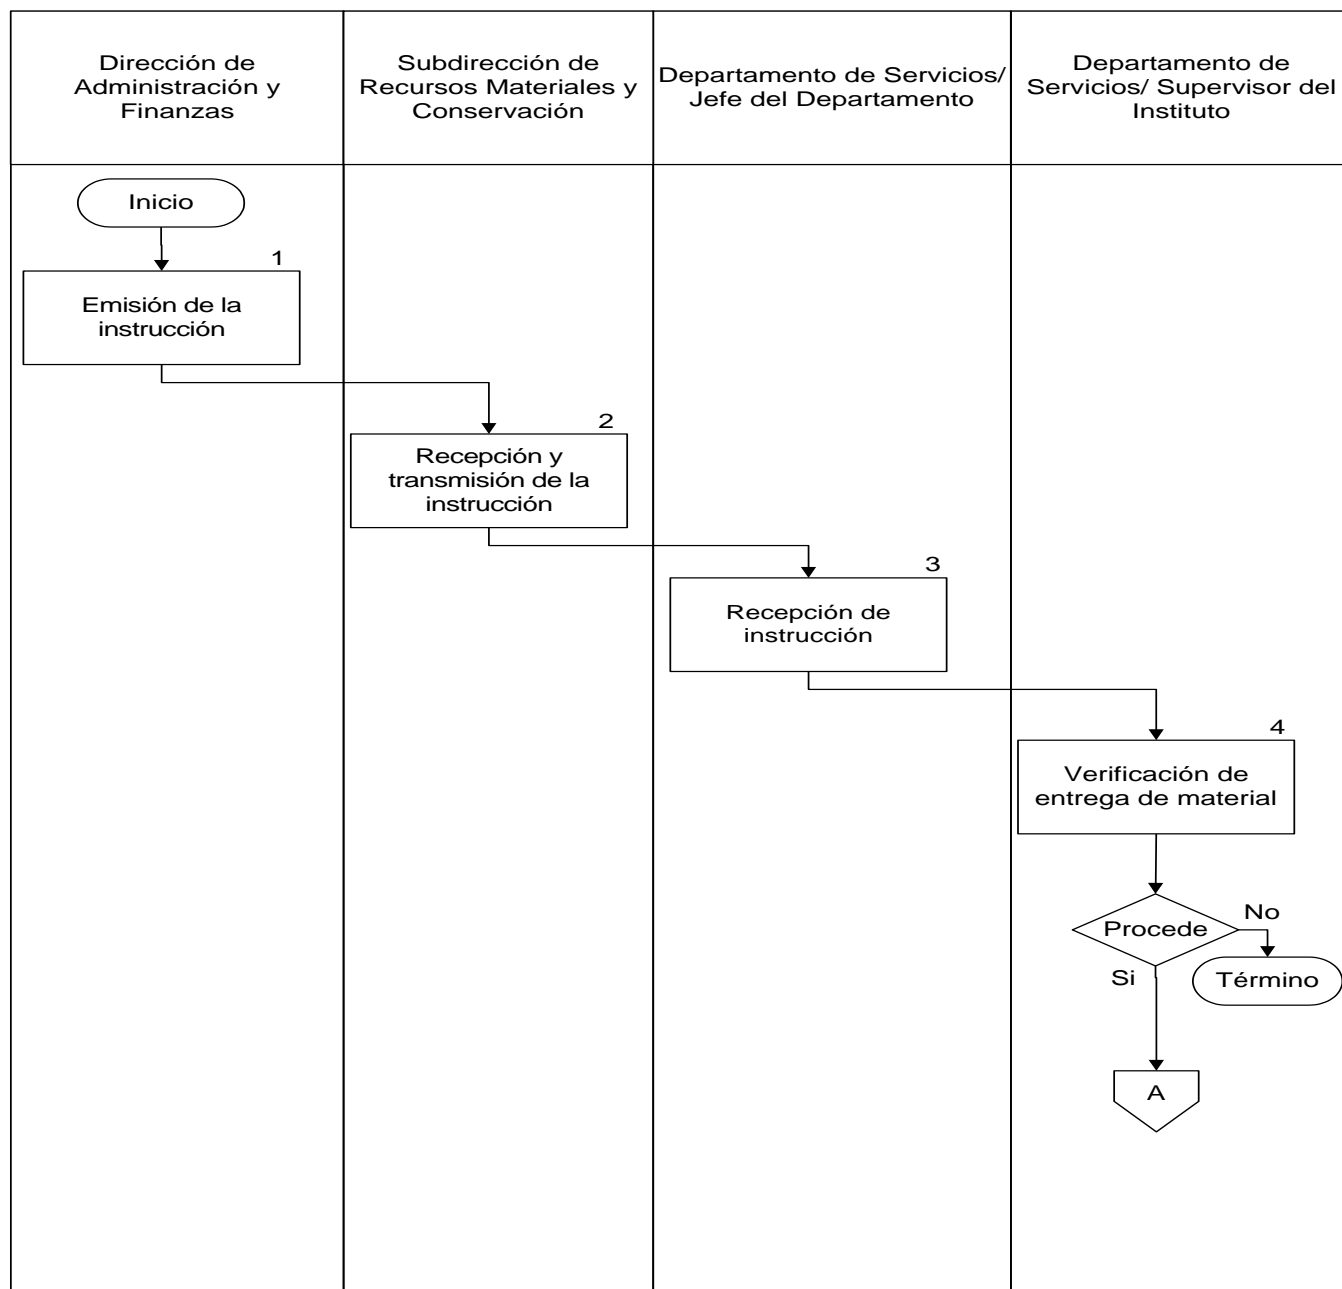 Dirección de
Administración y
Finanzas
Subdirección de
Recursos Materiales y
Conservación
Departamento de Servicios/
Jefe del Departamento
Departamento de
Servicios/ Supervisor del
Instituto
Inicio
1
Emisión de la
instrucción
2
Recepción y
transmisión de la
instrucción
3
Recepción de
instrucción
4
Verificación de
entrega de material
Procede
No
Si
Término
A